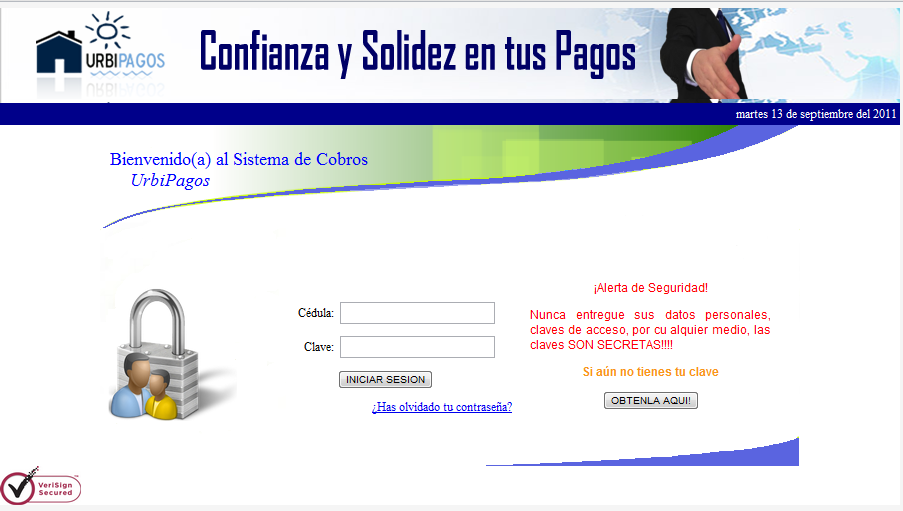 URBIPAGOS
Confianza y Solidez en tus Pagos
martes 13 de septiembre del 2011
Bienvenido(a) al Sistema de Cobros
UrbiPagos
¡Alerta de Seguridad!
Cédula:
Nunca entregue sus datos personales,
claves de acceso, por cu alquier medio, las
claves SON SECRETAS!!!!
Clave:
Si aún no tienes tu clave
INICIAR SESION
OBTENLA AQUI!
¿Has olvidado tu contraseña?
VeriSign
Secured